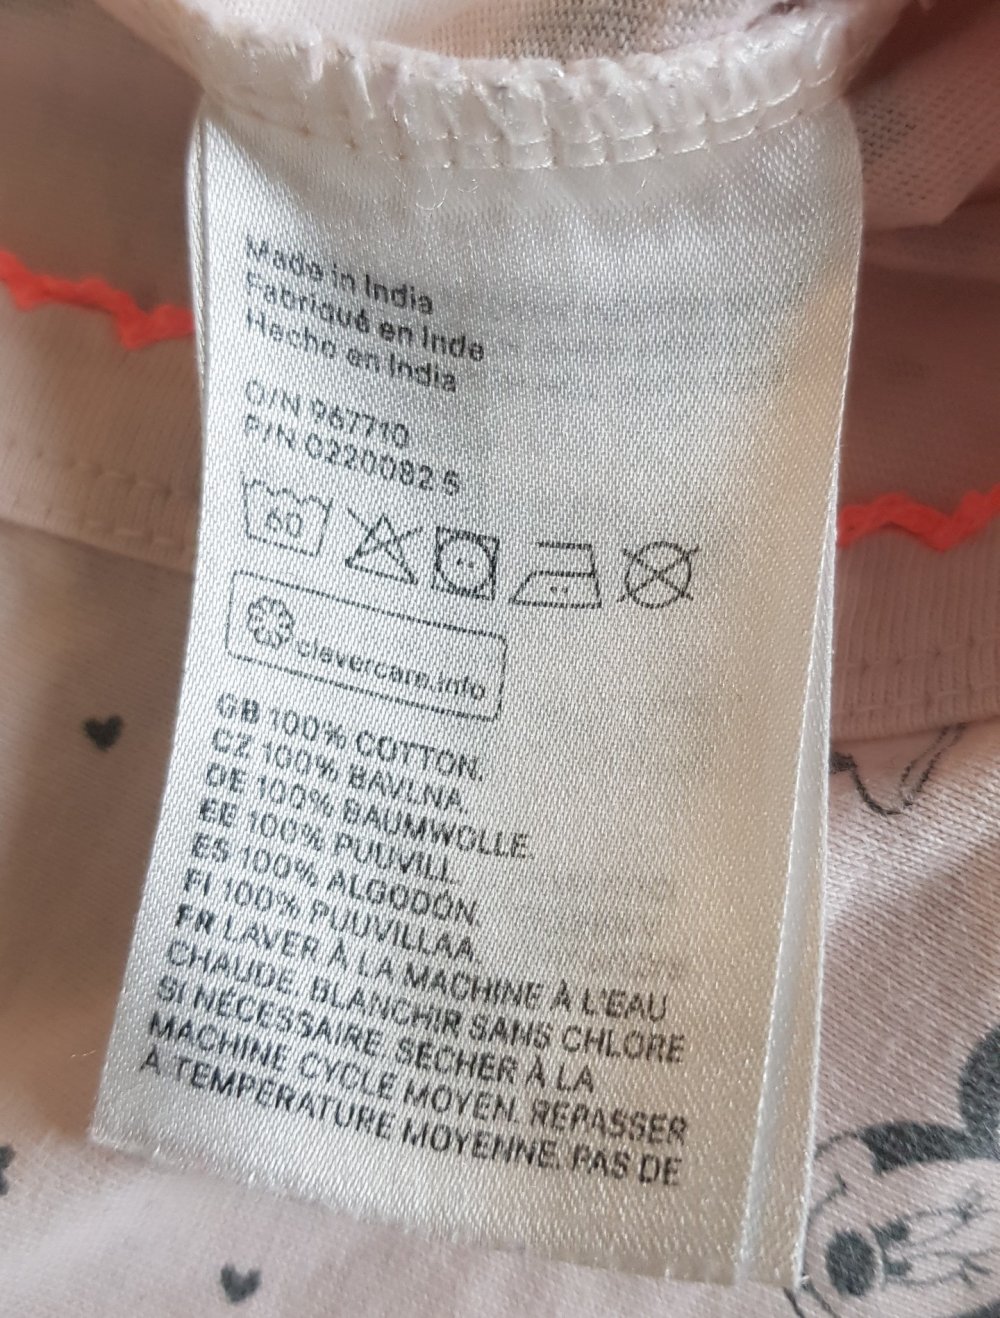 Made in India
Fabriqué en Inde
Hecho en India
O/N 967710
P/N 0220082 5
60
clevercare.info
GB 100% COTTON.
CZ 100% BAVLNA.
DE 100% BAUMWOLLE.
EE 100% PUUVILL.
ES 100% ALGODÓN.
FI 100% PUUVILLAA.
FR LAVER À LA MACHINE À L'EAU
CHAUDE. BLANCHIR SANS CHLORE
SI NÉCESSAIRE. SÉCHER À LA
MACHINE CYCLE MOYEN. REPASSER
À TEMPÉRATURE MOYENNE. PAS DE